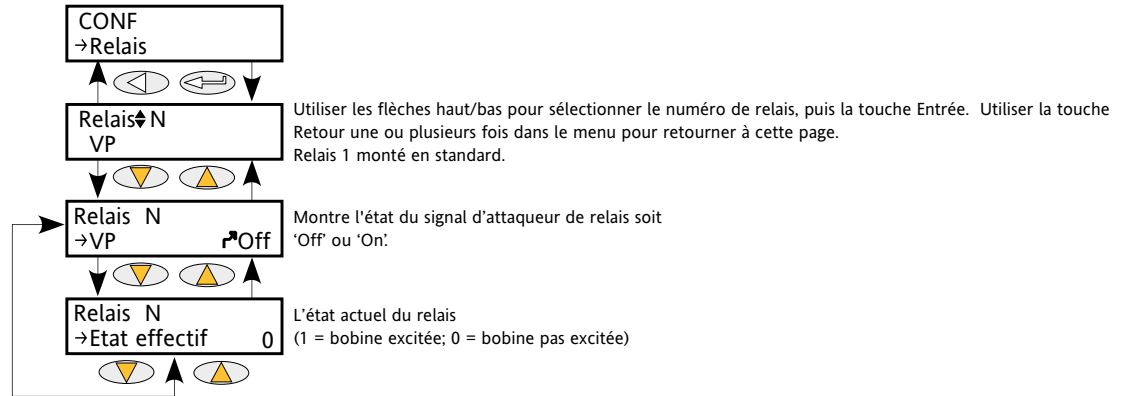 CONF
→Relais
Relais♦N
VP
Utiliser les flèches haut/bas pour sélectionner le numéro de relais, puis la touche Entrée. Utiliser la touche
Retour une ou plusieurs fois dans le menu pour retourner à cette page.
Relais 1 monté en standard.
Relais N
→VP Off
Montre l'état du signal d'attaqueur de relais soit
'Off' ou 'On'.
Relais N
→Etat effectif 0
L'état actuel du relais
(1 = bobine excitée; 0 = bobine pas excitée)